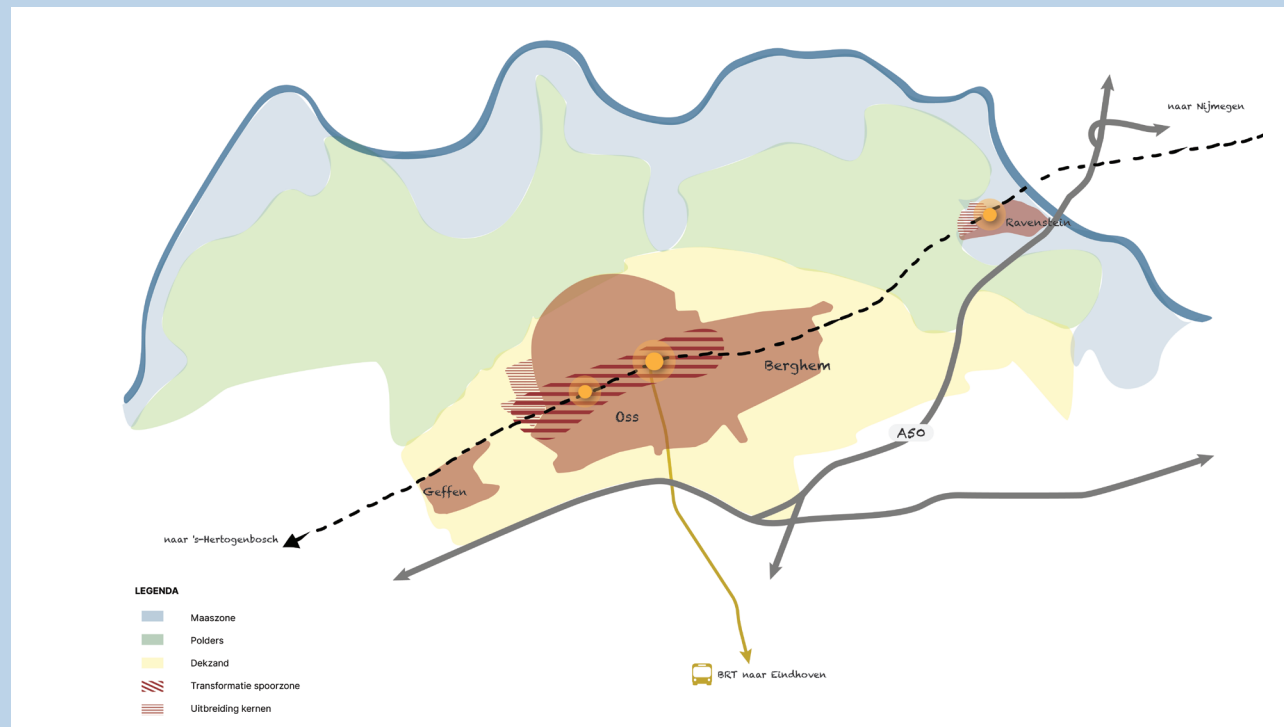 naar Nijmegen
Ravenstein
Berghem
Oss
A50
Geffen
naar 's-Hertogenbosch
BRT naar Eindhoven
LEGENDA
Maaszone
Polders
Dekzand
Transformatie spoorzone
Uitbreiding kernen